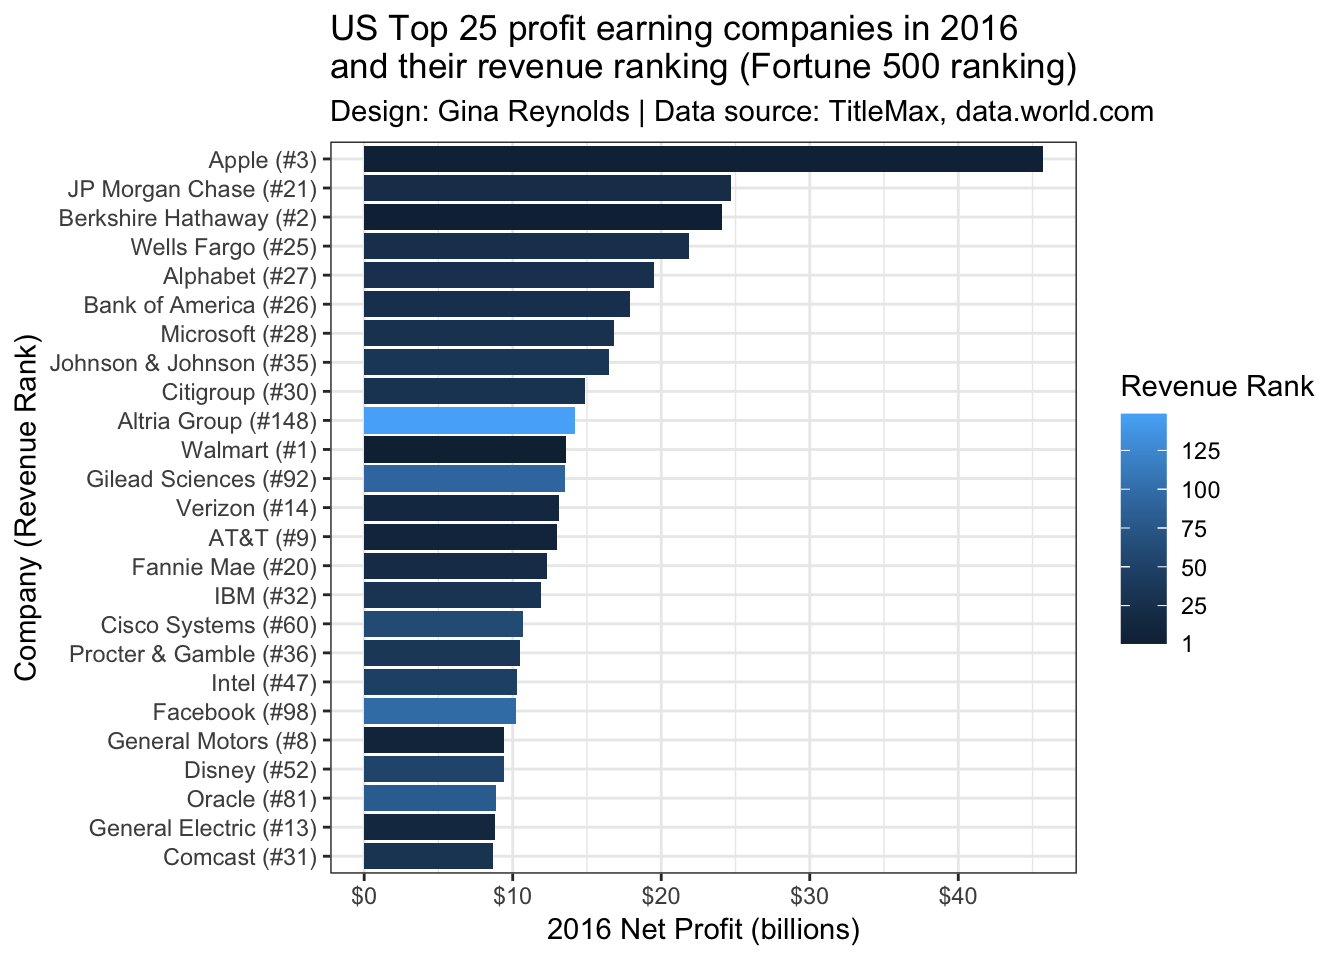 US Top 25 profit earning companies in 2016
and their revenue ranking (Fortune 500 ranking)
Design: Gina Reynolds | Data source: TitleMax, data.world.com
Company (Revenue Rank)
Apple (#3)
JP Morgan Chase (#21)
Berkshire Hathaway (#2)
Wells Fargo (#25)
Alphabet (#27)
Bank of America (#26)
Microsoft (#28)
Johnson & Johnson (#35)
Citigroup (#30)
Altria Group (#148)
Walmart (#1)
Gilead Sciences (#92)
Verizon (#14)
AT&T (#9)
Fannie Mae (#20)
IBM (#32)
Cisco Systems (#60)
Procter & Gamble (#36)
Intel (#47)
Facebook (#98)
General Motors (#8)
Disney (#52)
Oracle (#81)
General Electric (#13)
Comcast (#31)
$0 $10 $20 $30 $40
2016 Net Profit (billions)
Revenue Rank
125
100
75
50
25
1